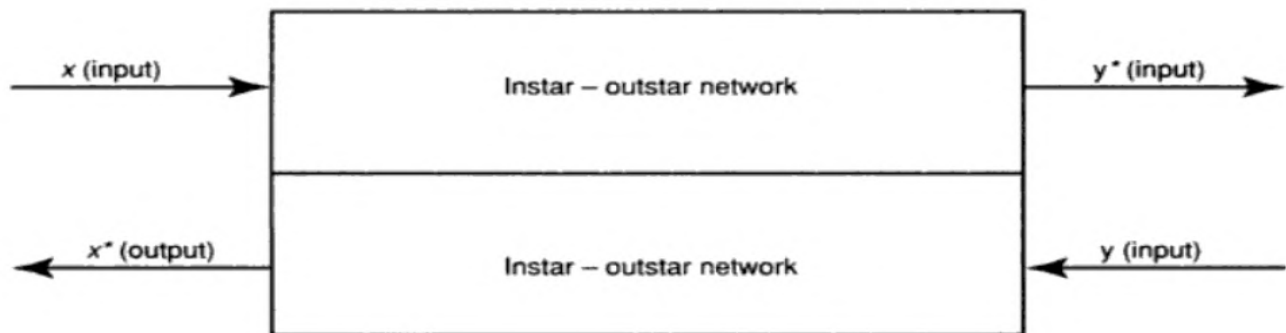 x (input)
Instar – outstar network
y* (input)
x* (output)
Instar – outstar network
y (input)